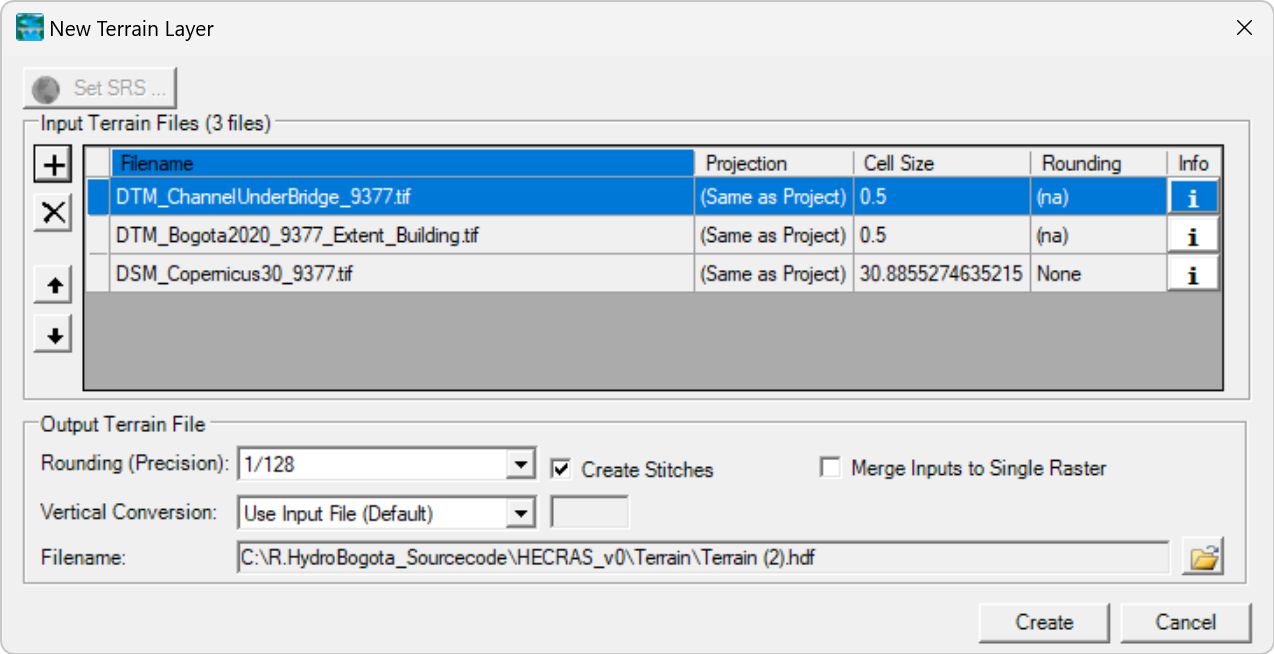 New Terrain Layer
Set SRS ...
Input Terrain Files (3 files)
Filename Projection Cell Size Rounding Info
DTM_ChannelUnderBridge_9377.tif (Same as Project) 0.5 (na) i
DTM_Bogota2020_9377_Extent_Building.tif (Same as Project) 0.5 (na) i
DSM_Copernicus30_9377.tif (Same as Project) 30.8855274635215 None i
Output Terrain File
Rounding (Precision): 1/128 Create Stitches Merge Inputs to Single Raster
Vertical Conversion: Use Input File (Default)
Filename: C:\R.HydroBogota_Sourcecode\HECRAS_v0\Terrain\Terrain (2).hdf
Create Cancel